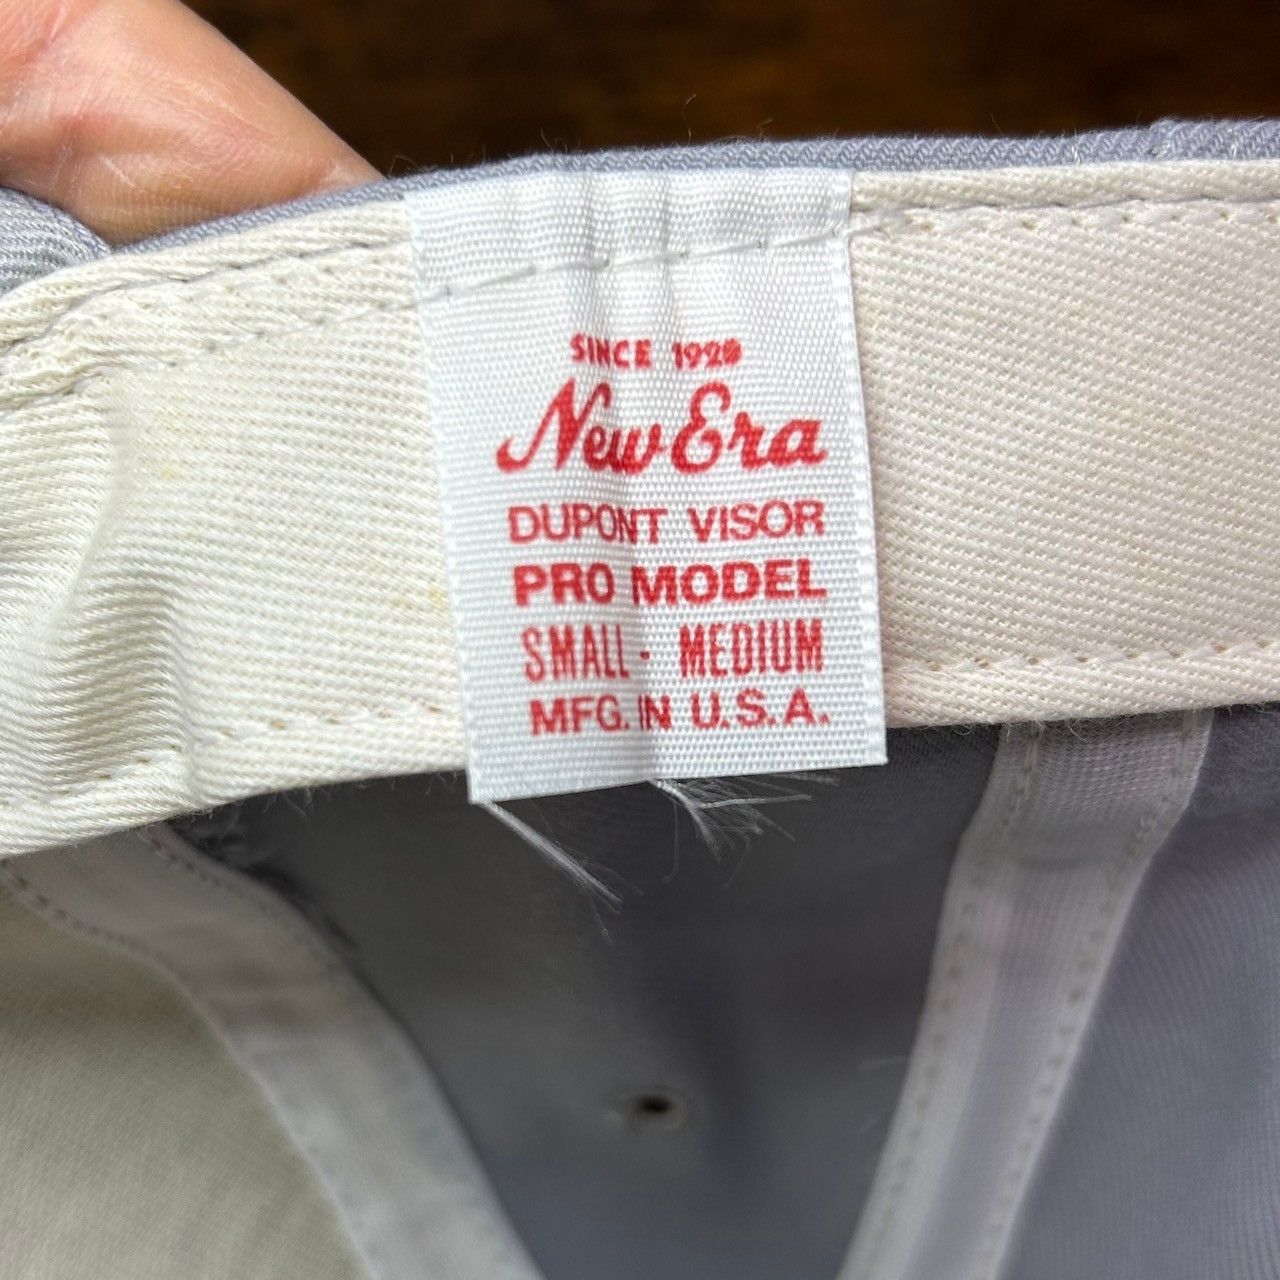 SINCE 1920
New Era
DUPONT VISOR
PRO MODEL
SMALL - MEDIUM
MFG. IN U.S.A.